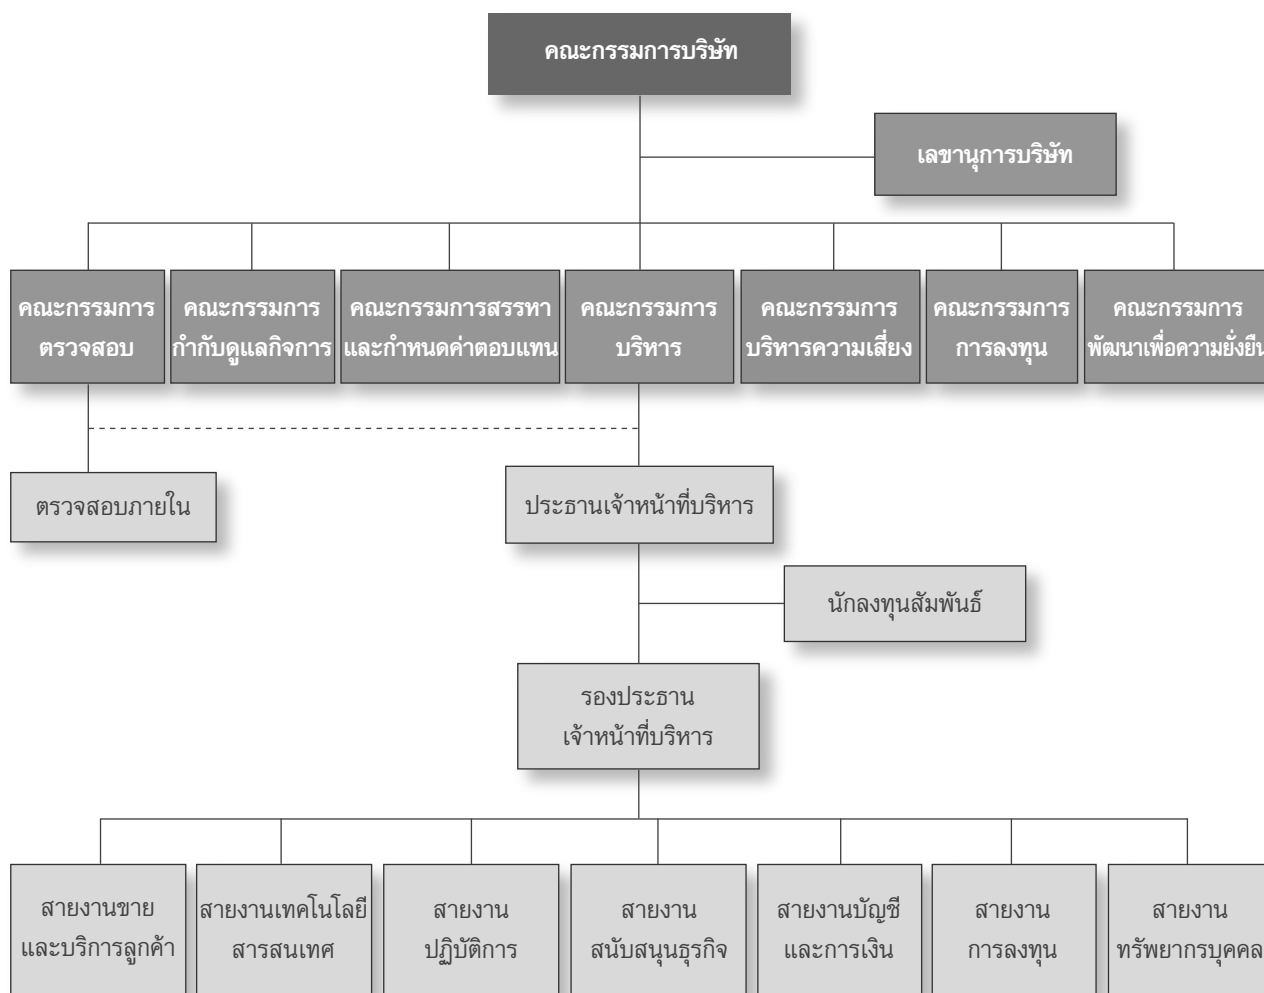 คณะกรรมการบริษัท
เลขานุการบริษัท
คณะกรรมการ
ตรวจสอบ
คณะกรรมการ
กำกับดูแลกิจการ
คณะกรรมการสรรหา
และกำหนดค่าตอบแทน
คณะกรรมการ
บริหาร
คณะกรรมการ
บริหารความเสี่ยง
คณะกรรมการ
การลงทุน
คณะกรรมการ
พัฒนาเพื่อความยั่งยืน
ตรวจสอบภายใน
ประธานเจ้าหน้าที่บริหาร
นักลงทุนสัมพันธ์
รองประธาน
เจ้าหน้าที่บริหาร
สายงานขาย
และบริการลูกค้า
สายงานเทคโนโลยี
สารสนเทศ
สายงาน
ปฏิบัติการ
สายงาน
สนับสนุนธุรกิจ
สายงานบัญชี
และการเงิน
สายงาน
การลงทุน
สายงาน
ทรัพยากรบุคคล